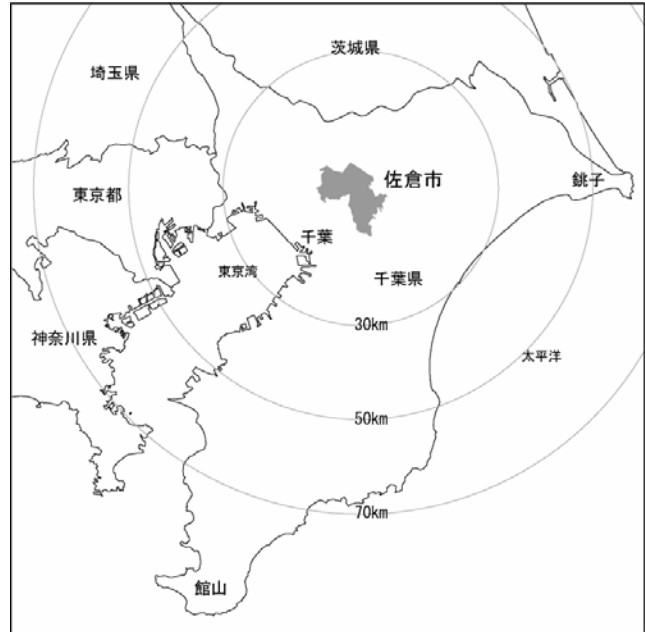 茨城県
埼玉県
佐倉市
銚子
東京都
千葉
東京湾
千葉県
30km
神奈川県
太平洋
50km
70km
館山